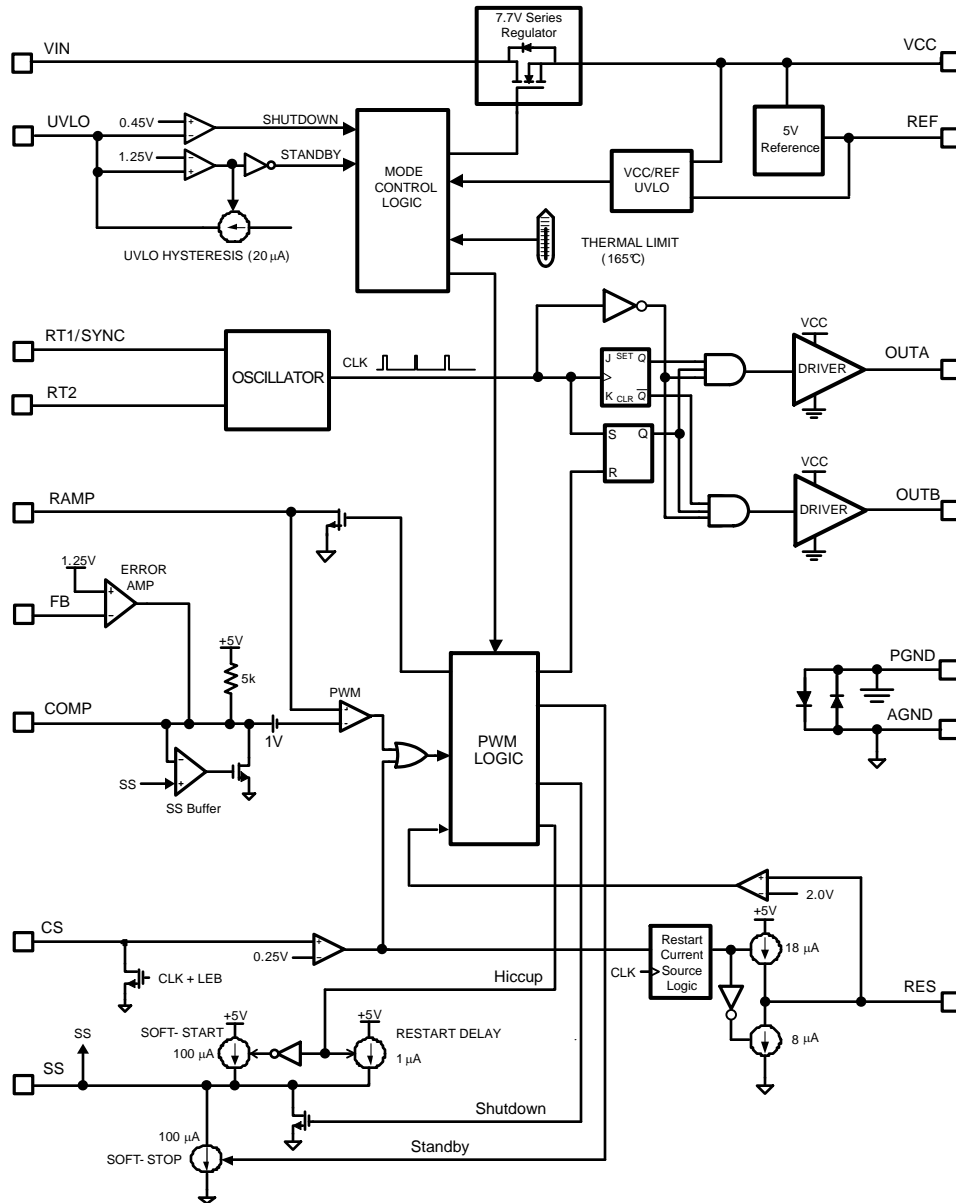 7.7V Series
Regulator
VIN
VCC
UVLO
0.45V
+
-
SHUTDOWN
1.25V
-
+
STANDBY
MODE
CONTROL
LOGIC
VCC/REF
UVLO
5V
Reference
REF
UVLO HYSTERESIS (20 µA)
THERMAL LIMIT
(165°C)
RT1/SYNC
RT2
OSCILLATOR
CLK
J SET Q
K CLR Q
S Q
R
VCC
DRIVER
OUTA
VCC
DRIVER
OUTB
RAMP
1.25V
ERROR
AMP
+
-
FB
+5V
5k
COMP
1V
PWM
-
-
+
SS
SS Buffer
PWM
LOGIC
PGND
AGND
+
-
2.0V
CS
0.25V
+
-
CLK + LEB
CLK
Restart
Current
Source
Logic
+5V
18 µA
RES
8 µA
Hiccup
SS
SOFT- START
+5V
100 µA
+5V
RESTART DELAY
1 µA
SS
Shutdown
100 µA
SOFT- STOP
Standby